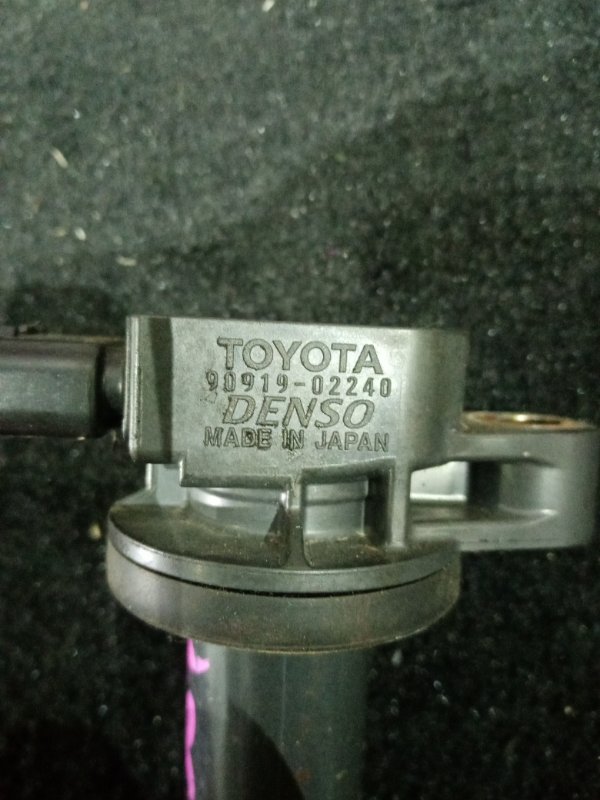 TOYOTA
90919-02240
DENSO
MADE IN JAPAN